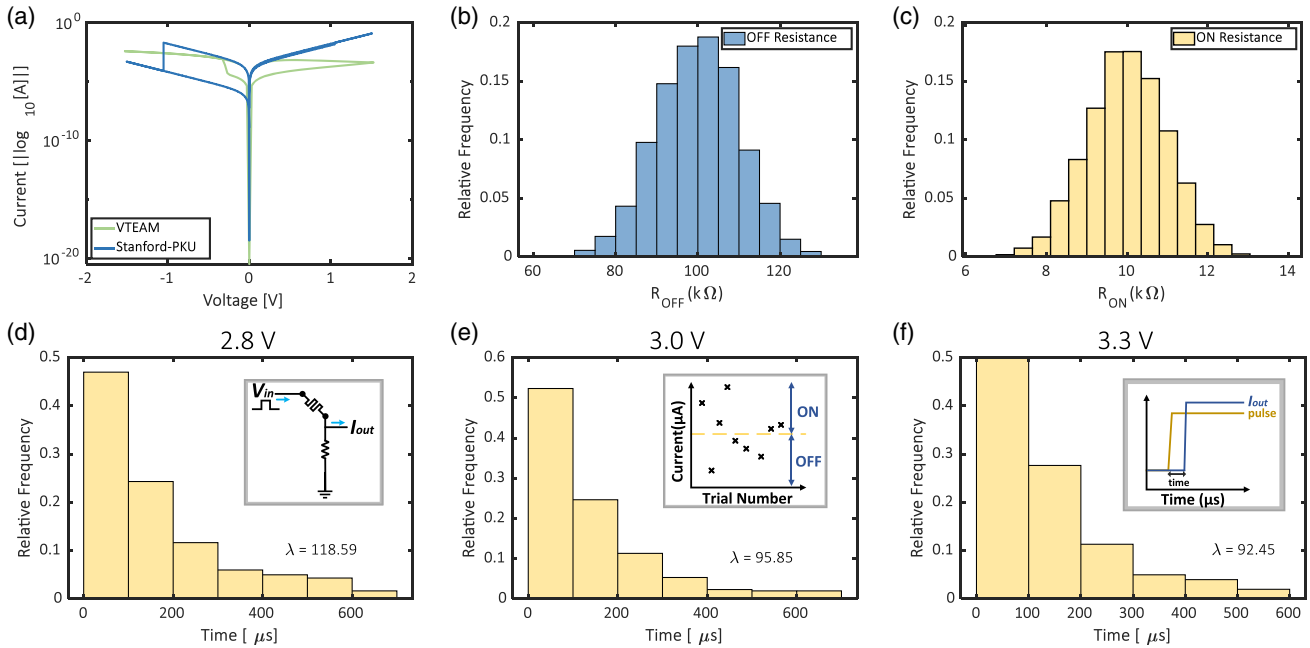 (a)
10^0
10^-10
10^-20
Current [|log 10 [A]|]
VTEAM
Stanford-PKU
-2
-1
0
1
2
Voltage [V]
(b)
0.2
0.15
0.1
0.05
0
Relative Frequency
OFF Resistance
60
80
100
120
R_OFF (kΩ)
(c)
0.2
0.15
0.1
0.05
0
Relative Frequency
ON Resistance
6
8
10
12
14
R_ON (kΩ)
(d)
2.8 V
0.5
0.4
0.3
0.2
0.1
0
Relative Frequency
V_in
I_out
λ = 118.59
0
200
400
600
Time [ μs
(e)
3.0 V
0.6
0.5
0.4
0.3
0.2
0.1
0
Relative Frequency
Current(μA)
ON
OFF
Trial Number
λ = 95.85
0
200
400
600
Time [ μs
(f)
3.3 V
0.5
0.4
0.3
0.2
0.1
0
Relative Frequency
I_out
pulse
time
Time (μs)
λ = 92.45
0
100
200
300
400
500
600
Time [ μs